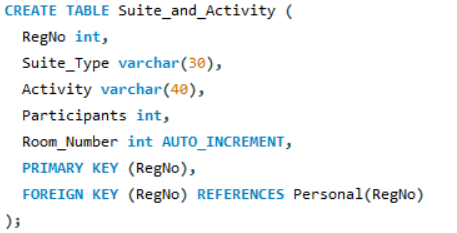 CREATE TABLE Suite_and_Activity (
RegNo int,
Suite_Type varchar(30),
Activity varchar(40),
Participants int,
Room_Number int AUTO_INCREMENT,
PRIMARY KEY (RegNo),
FOREIGN KEY (RegNo) REFERENCES Personal(RegNo)
);